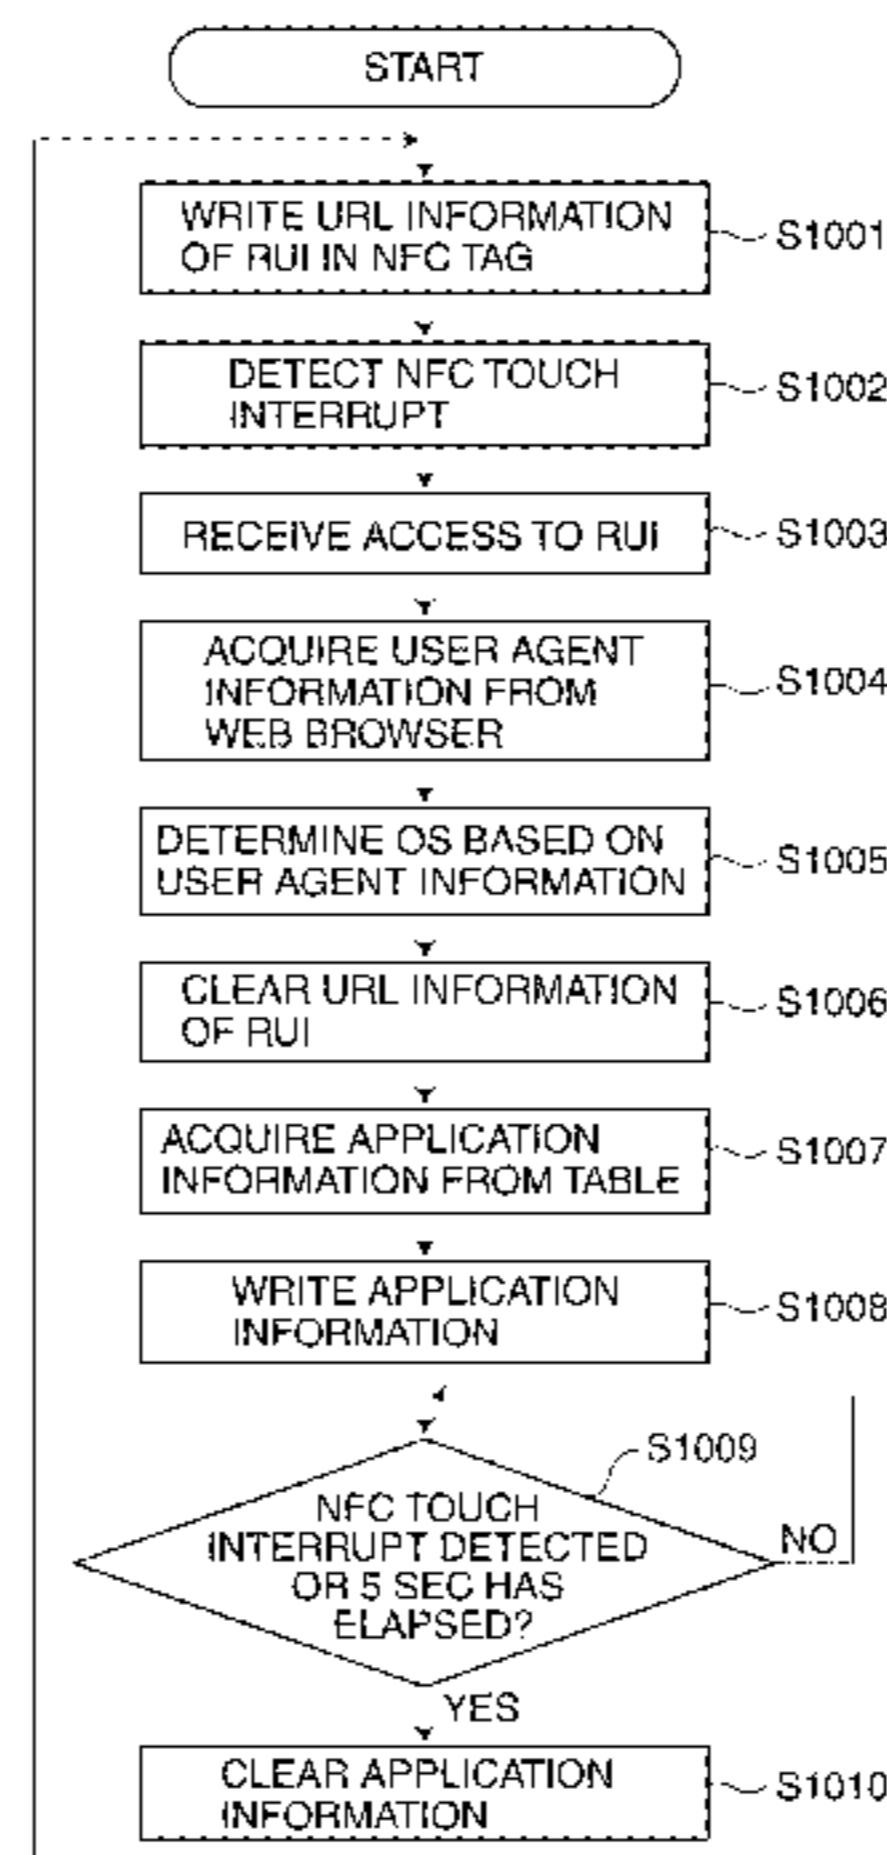 START
WRITE URL INFORMATION
OF RUI IN NFC TAG
S1001
DETECT NFC TOUCH
INTERRUPT
S1002
RECEIVE ACCESS TO RUI
S1003
ACQUIRE USER AGENT
INFORMATION FROM
WEB BROWSER
S1004
DETERMINE OS BASED ON
USER AGENT INFORMATION
S1005
CLEAR URL INFORMATION
OF RUI
S1006
ACQUIRE APPLICATION
INFORMATION FROM TABLE
S1007
WRITE APPLICATION
INFORMATION
S1008
S1009
NFC TOUCH
INTERRUPT DETECTED
OR 5 SEC HAS
ELAPSED?
NO
YES
CLEAR APPLICATION
INFORMATION
S1010